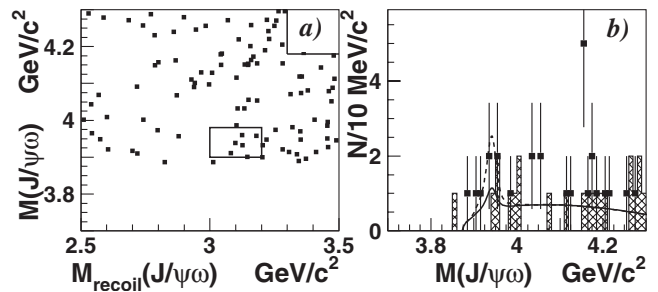 a)
M(J/ψω) GeV/c²
4.2
4
3.8
2.5 3 3.5
M_recoil(J/ψω) GeV/c²
b)
N/10 MeV/c²
6
4
2
0
3.8 4 4.2
M(J/ψω) GeV/c²